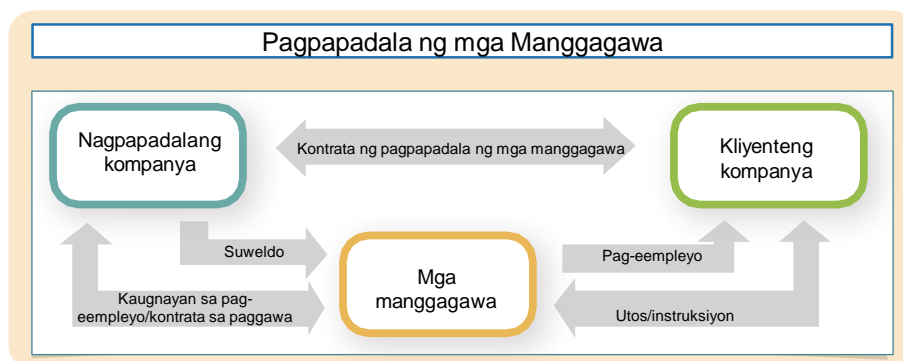 Pagpapadala ng mga Manggagawa
Nagpapadalang
kompanya
Kontrata ng pagpapadala ng mga manggagawa
Kliyenteng
kompanya
Suweldo
Mga
manggagawa
Pag-eempleyo
Kaugnayan sa pag-
eempleyo/kontrata sa paggawa
Utos/instruksiyon